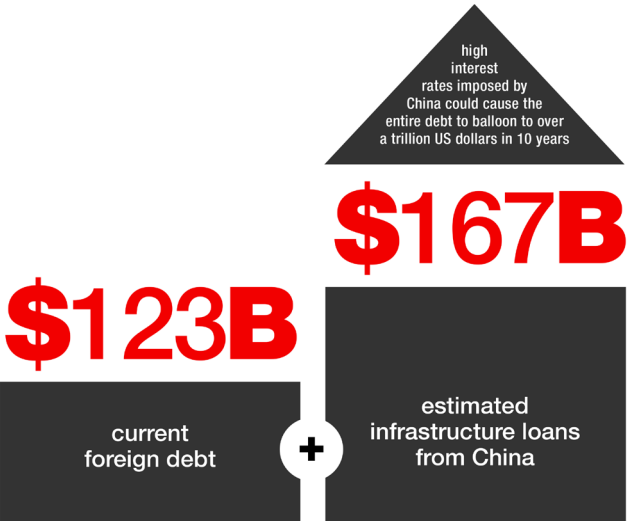 high
interest
rates imposed by
China could cause the
entire debt to balloon to over
a trillion US dollars in 10 years
$167B
$123B
estimated
infrastructure loans
from China
current
foreign debt
+